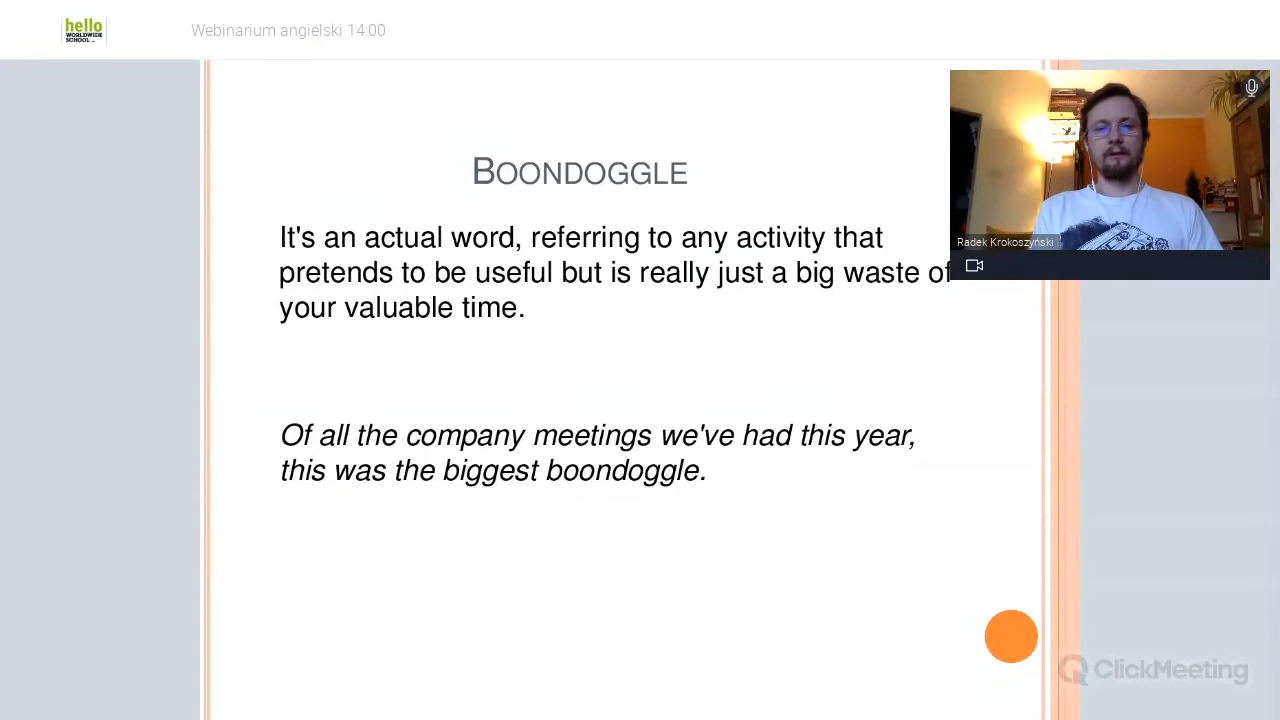 hello
WORLDWIDE
SCHOOL
Webinarium angielski 14:00
BOONDOGGLE
It's an actual word, referring to any activity that
pretends to be useful but is really just a big waste of
your valuable time.
Radek Krokoszyński
Of all the company meetings we've had this year,
this was the biggest boondoggle.
ClickMeeting